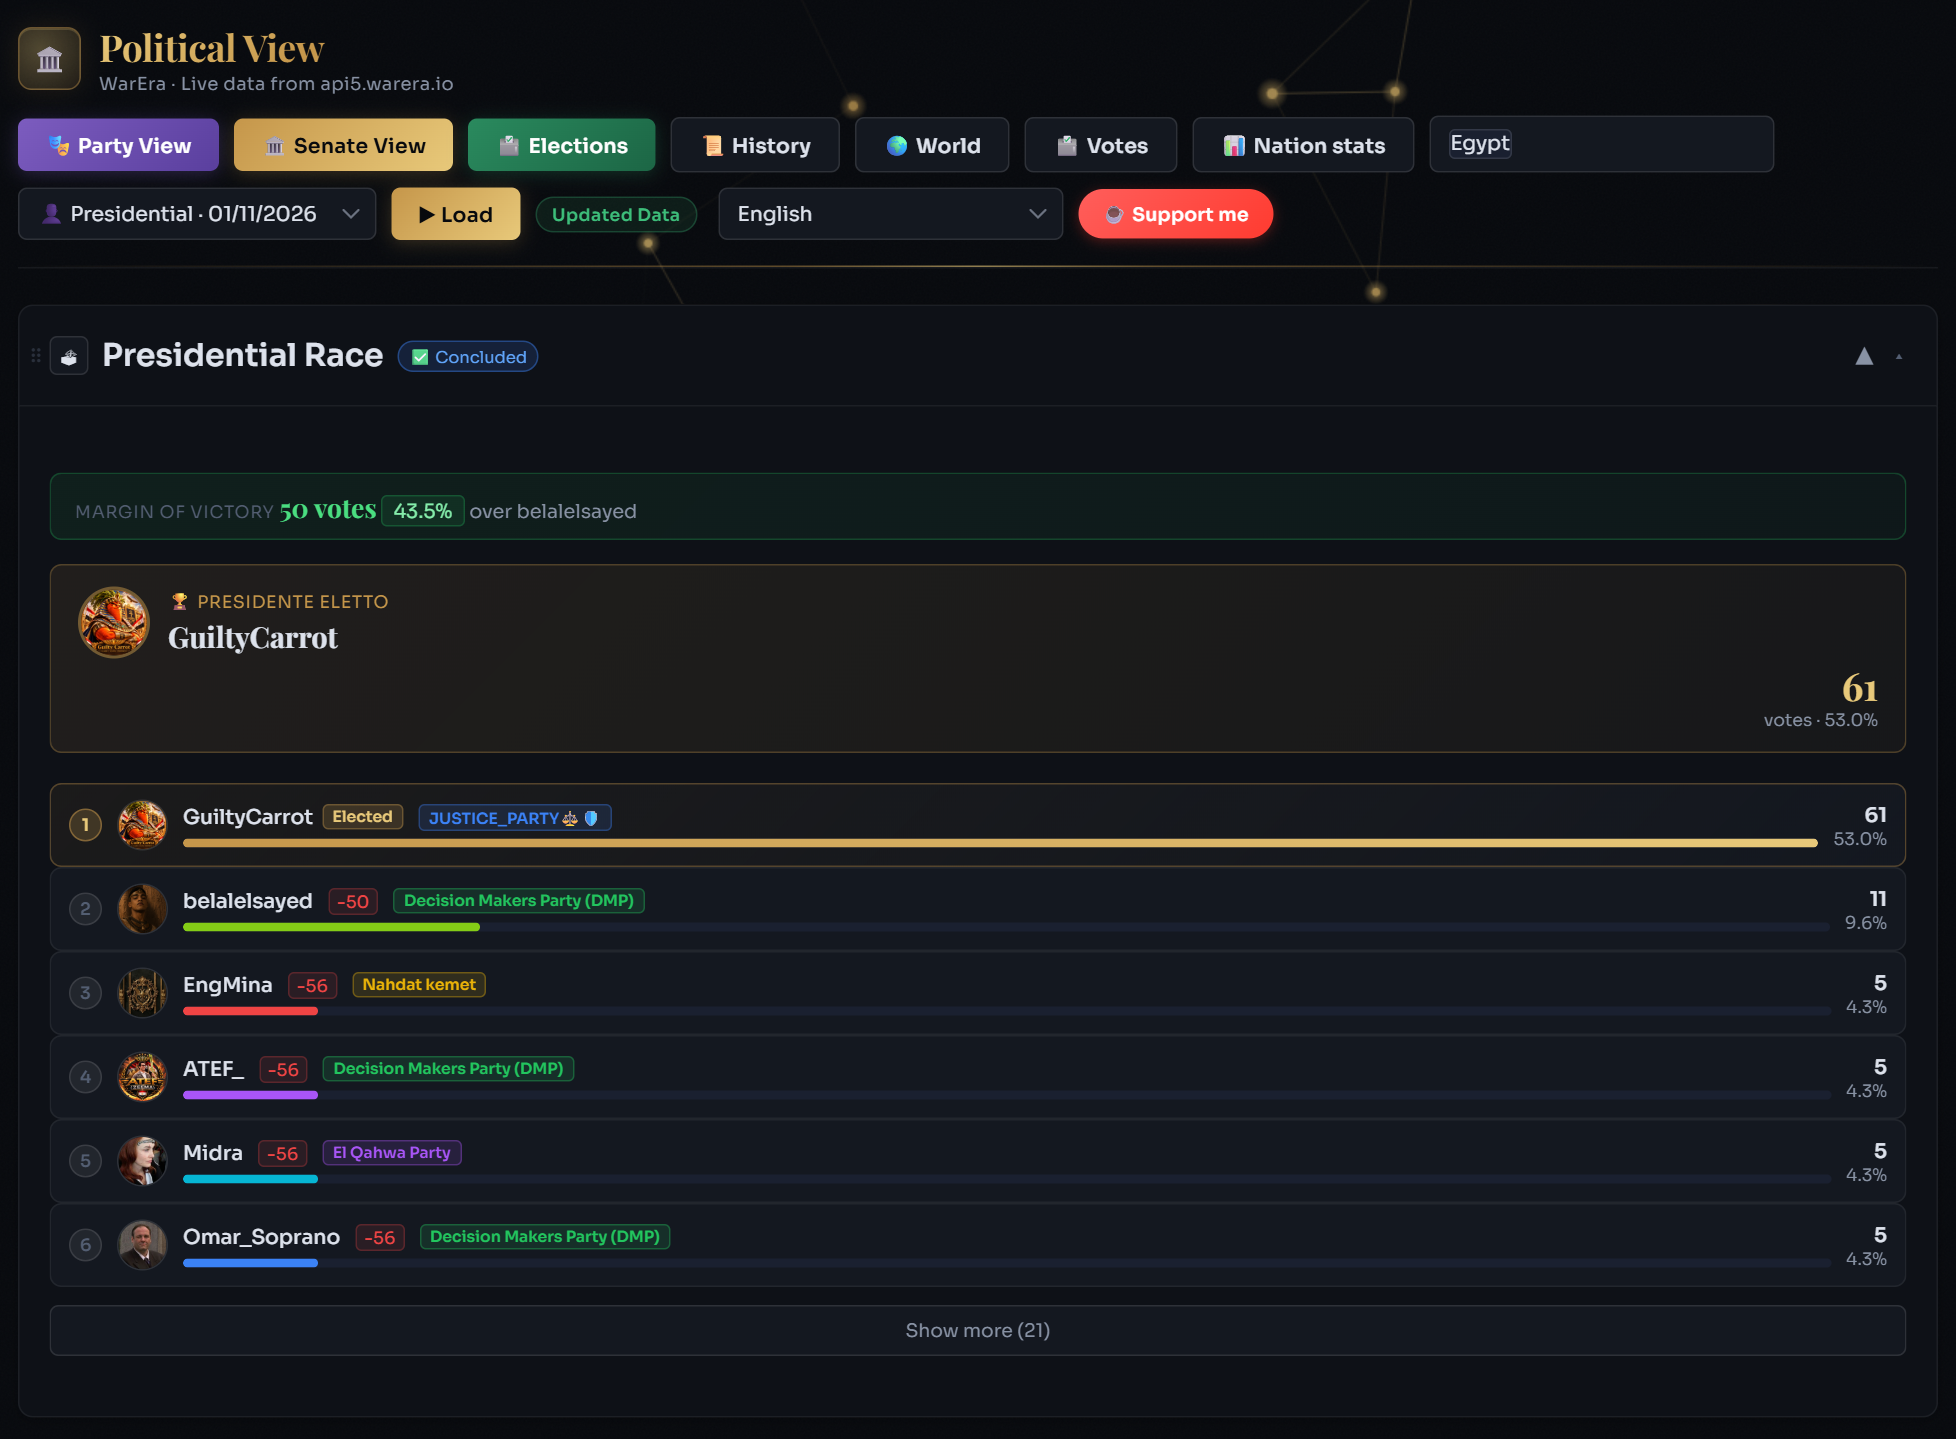 Political View
WarEra · Live data from api5.warera.io
Party View
Senate View
Elections
History
World
Votes
Nation stats
Egypt
Presidential · 01/11/2026
▶ Load
Updated Data
English
Support me
Presidential Race
Concluded
MARGIN OF VICTORY 50 votes 43.5% over belalelsayed
PRESIDENTE ELETTO
GuiltyCarrot
61
votes · 53.0%
1 GuiltyCarrot Elected JUSTICE_PARTY 61
53.0%
2 belalelsayed -50 Decision Makers Party (DMP) 11
9.6%
3 EngMina -56 Nahdat kemet 5
4.3%
4 ATEF_ -56 Decision Makers Party (DMP) 5
4.3%
5 Midra -56 El Qahwa Party 5
4.3%
6 Omar_Soprano -56 Decision Makers Party (DMP) 5
4.3%
Show more (21)